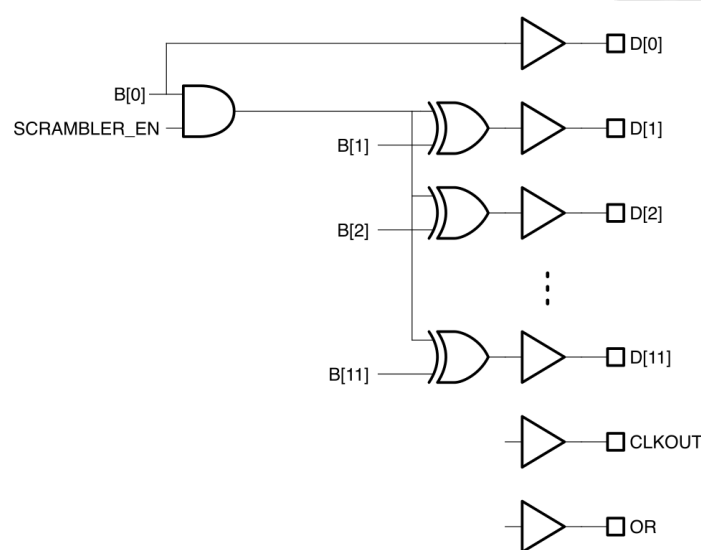 D[0]
B[0]
SCRAMBLER_EN
D[1]
B[1]
D[2]
B[2]
D[11]
B[11]
CLKOUT
OR